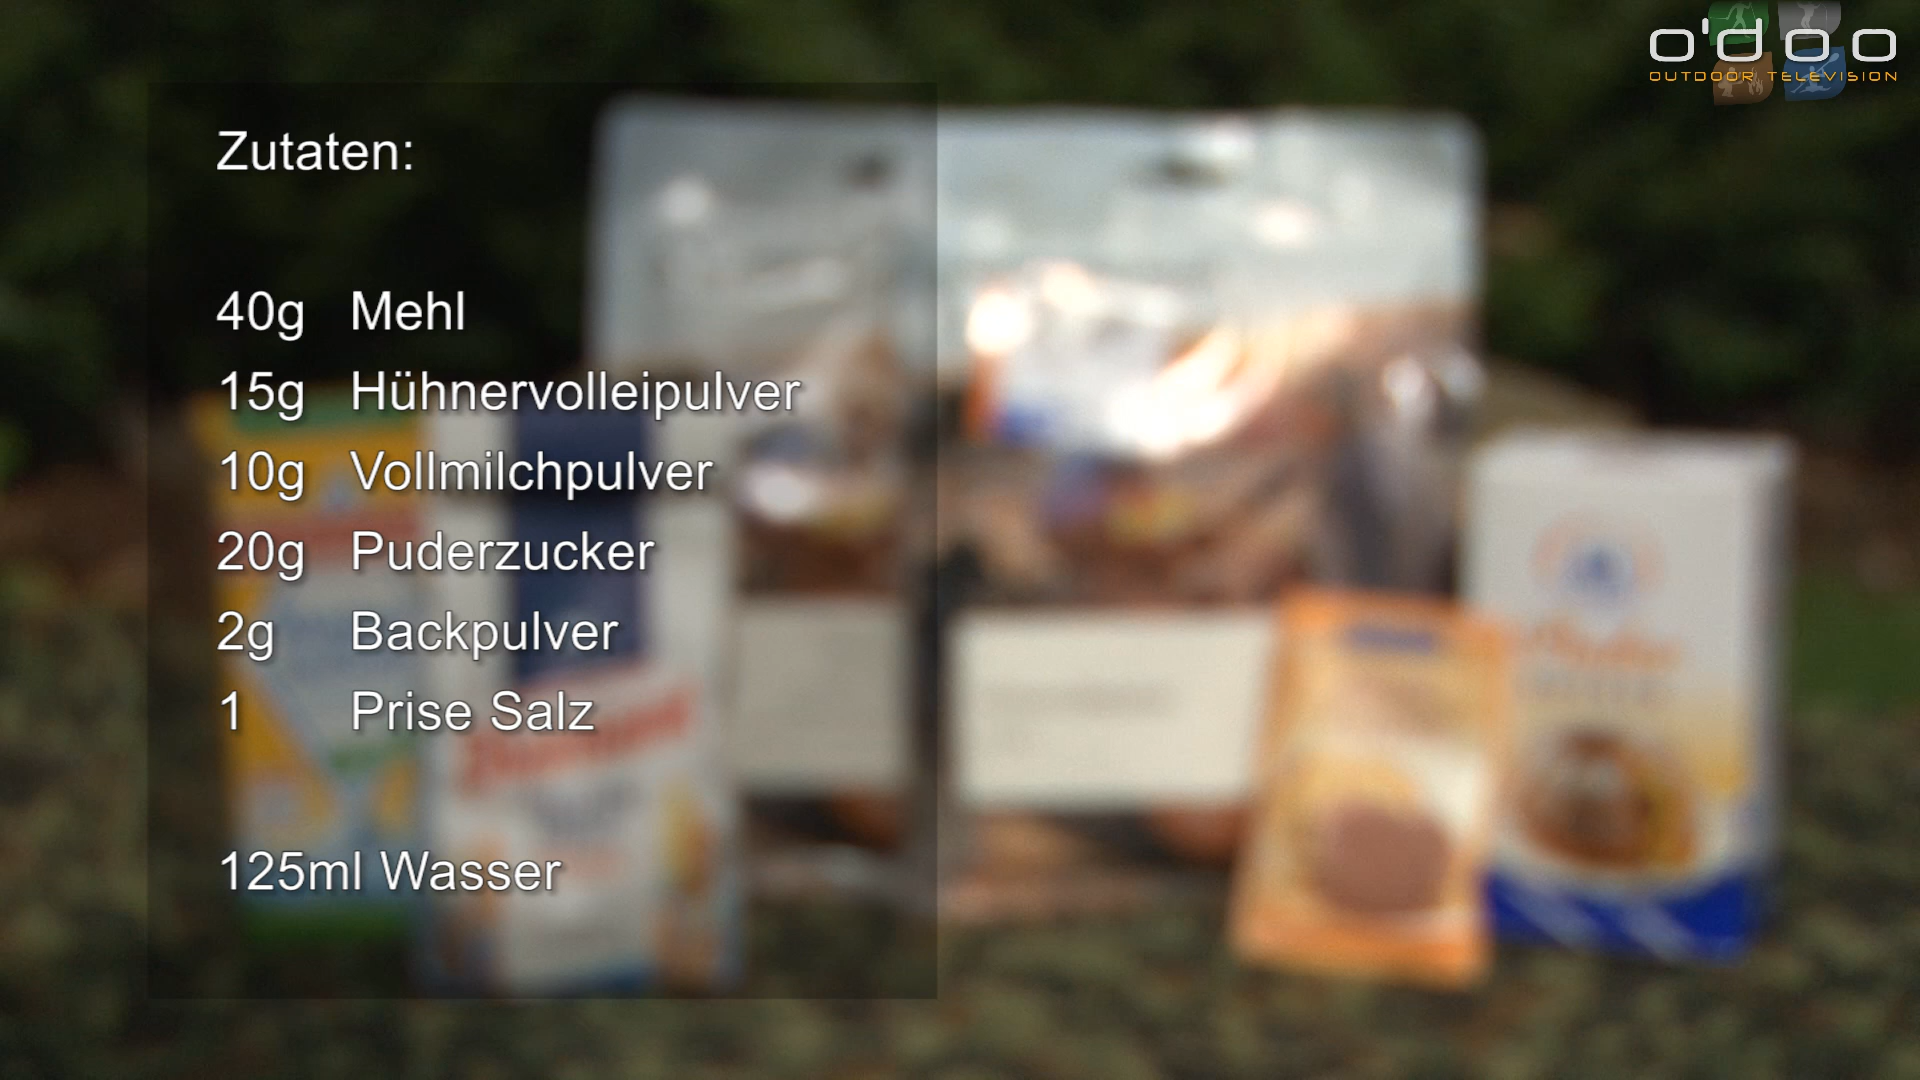 o'doo
OUTDOOR TELEVISION
Zutaten:
40g Mehl
15g Hühnervolleipulver
10g Vollmilchpulver
20g Puderzucker
2g Backpulver
1 Prise Salz
125ml Wasser